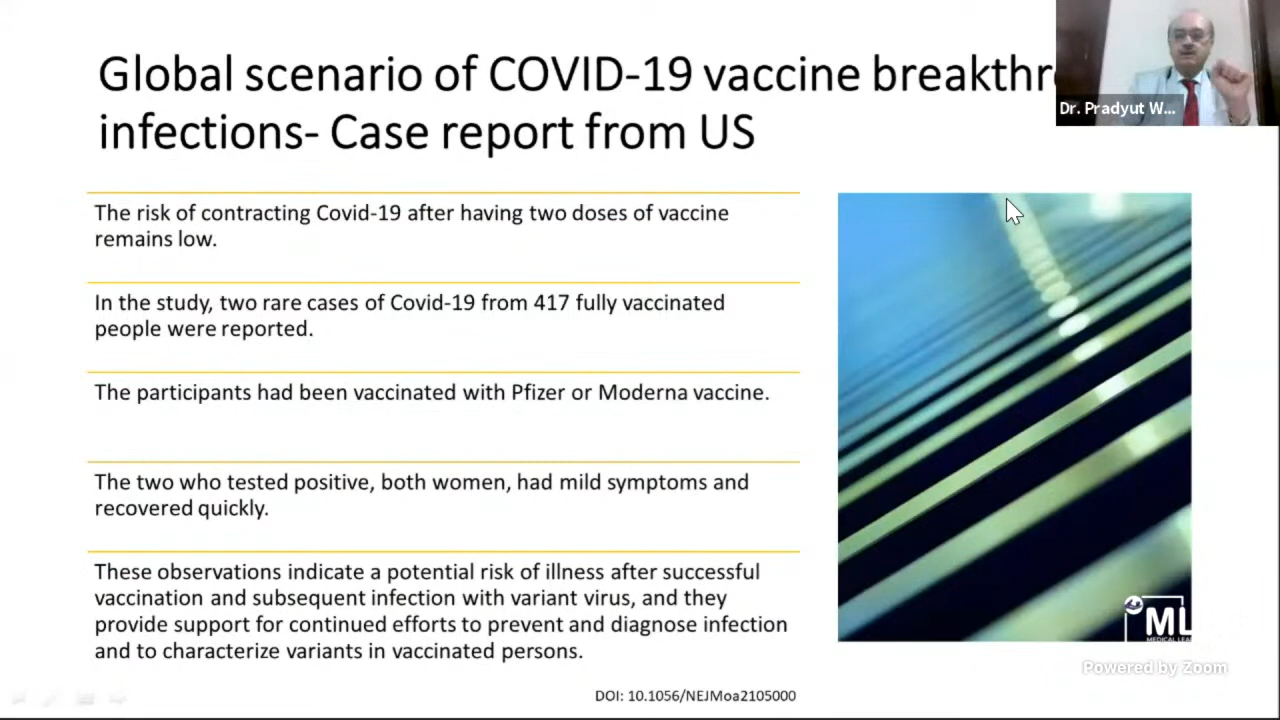 Global scenario of COVID-19 vaccine
infections- Case report from US
Dr. Pradyut W...
The risk of contracting Covid-19 after having two doses of vaccine
remains low.
In the study, two rare cases of Covid-19 from 417 fully vaccinated
people were reported.
The participants had been vaccinated with Pfizer or Moderna vaccine.
The two who tested positive, both women, had mild symptoms and
recovered quickly.
These observations indicate a potential risk of illness after successful
vaccination and subsequent infection with variant virus, and they
provide support for continued efforts to prevent and diagnose infection
and to characterize variants in vaccinated persons.
ML
MEDICAL
Powered by Zoom
DOI: 10.1056/NEJMoa2105000